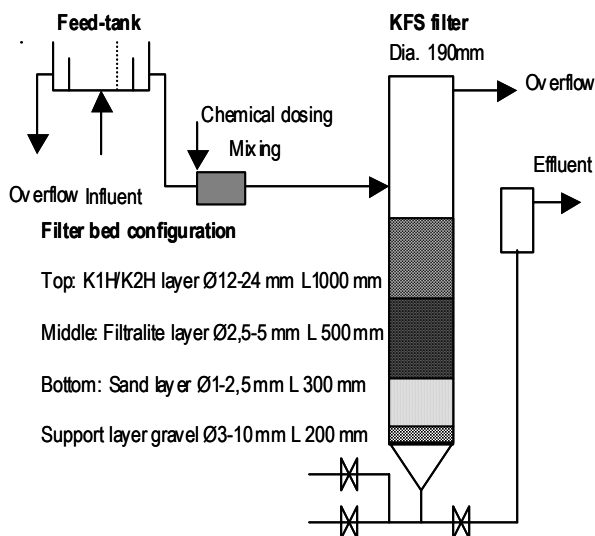 Feed-tank
KFS filter
Dia. 190mm
Overflow
Chemical dosing
Mixing
Effluent
Overflow Influent
Filter bed configuration
Top: K1H/K2H layer Ø12-24 mm L1000 mm
Middle: Filtralite layer Ø2,5-5 mm L 500mm
Bottom: Sand layer Ø1-2,5 mm L 300 mm
Support layer gravel Ø3-10 mm L 200 mm